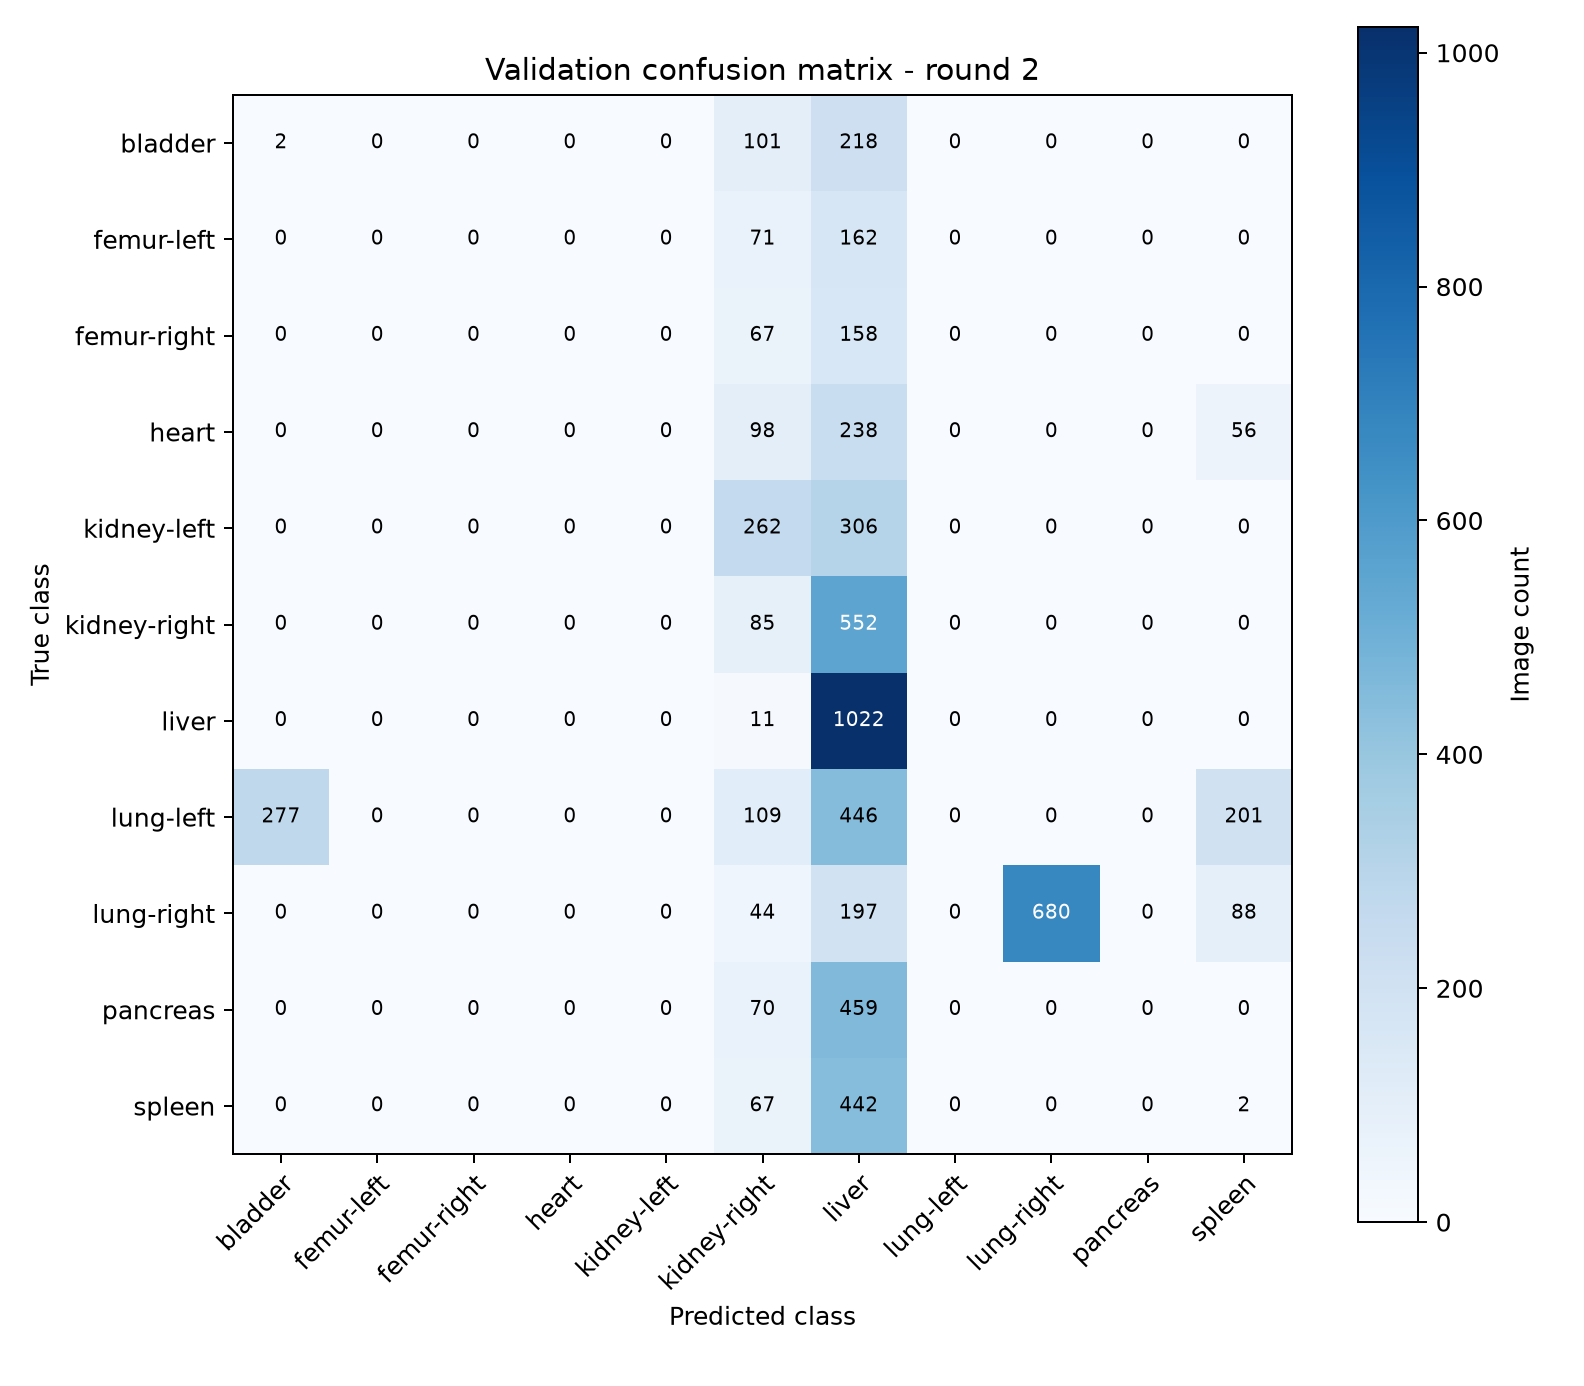 Validation confusion matrix - round 2
True class
bladder 2 0 0 0 0 101 218 0 0 0 0
femur-left 0 0 0 0 0 71 162 0 0 0 0
femur-right 0 0 0 0 0 67 158 0 0 0 0
heart 0 0 0 0 0 98 238 0 0 0 56
kidney-left 0 0 0 0 0 262 306 0 0 0 0
kidney-right 0 0 0 0 0 85 552 0 0 0 0
liver 0 0 0 0 0 11 1022 0 0 0 0
lung-left 277 0 0 0 0 109 446 0 0 0 201
lung-right 0 0 0 0 0 44 197 0 680 0 88
pancreas 0 0 0 0 0 70 459 0 0 0 0
spleen 0 0 0 0 0 67 442 0 0 0 2
bladder femur-left femur-right heart kidney-left kidney-right liver lung-left lung-right pancreas spleen
Predicted class
1000
800
600
400
200
0
Image count